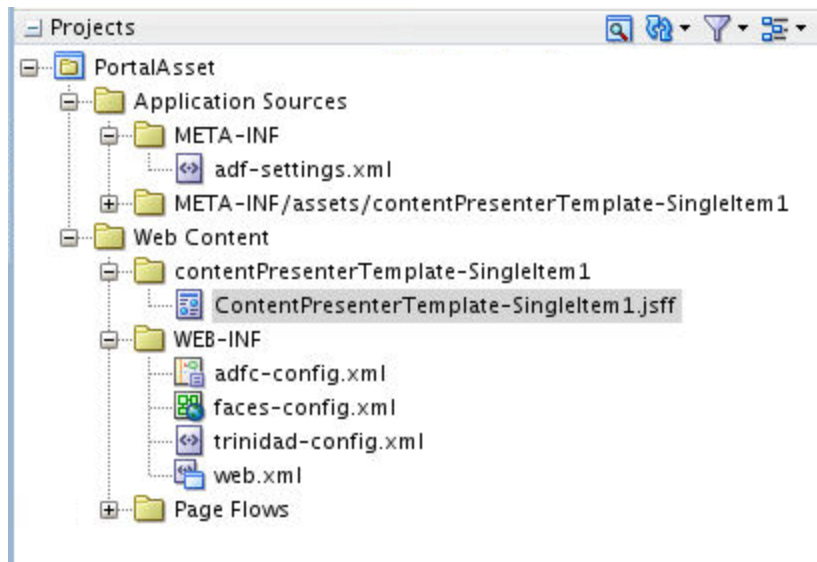 Projects
PortalAsset
Application Sources
META-INF
adf-settings.xml
META-INF/assets/contentPresenterTemplate-SingleItem1
Web Content
contentPresenterTemplate-SingleItem1
ContentPresenterTemplate-SingleItem1.jsff
WEB-INF
adfc-config.xml
faces-config.xml
trinidad-config.xml
web.xml
Page Flows